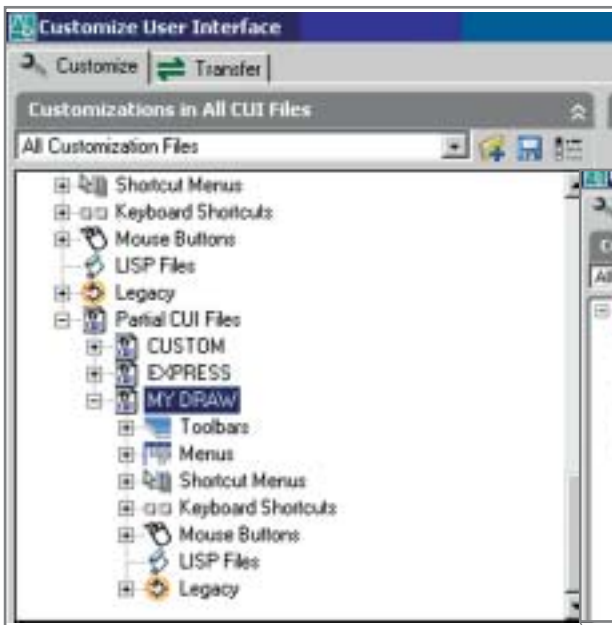 Customize User Interface
Customize Transfer
Customizations in All CUI Files
All Customization Files
Shortcut Menus
Keyboard Shortcuts
Mouse Buttons
LISP Files
Legacy
Partial CUI Files
CUSTOM
EXPRESS
MY DRAW
Toolbars
Menus
Shortcut Menus
Keyboard Shortcuts
Mouse Buttons
LISP Files
Legacy